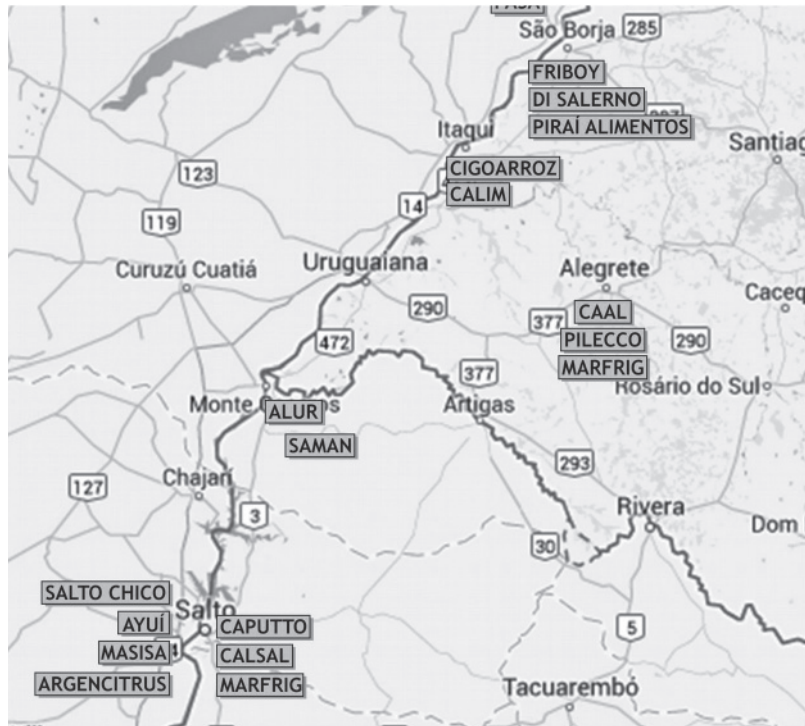 São Borja
285
FRIBOY
DI SALERNO
PIRAÍ ALIMENTOS
Itaqui
Santiag
123
CIGOARROZ
CALIM
14
119
Curuzú Cuatiá
Uruguaiana
Alegrete
Caceq
290
377
CAAL
290
PILECCO
472
MARFRIG
377
Rosário do Sul
Monte
ALUR
Artigas
SAMAN
Chajarí
293
127
3
Rivera
Dom
30
SALTO CHICO
Salto
AYUÍ
CAPUTTO
5
MASISA
CALSAL
ARGENCITRUS
MARFRIG
Tacuarembó